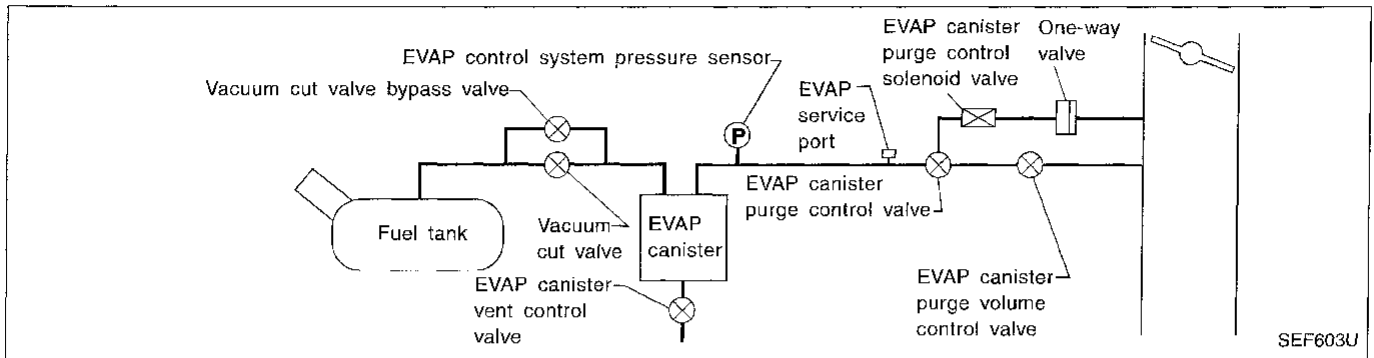 EVAP canister
purge control
solenoid valve
One-way
valve
EVAP control system pressure sensor
Vacuum cut valve bypass valve
EVAP
service
port
P
EVAP canister
purge control valve
Fuel tank
Vacuum
cut valve
EVAP
canister
EVAP canister
vent control
valve
EVAP canister
purge volume
control valve
SEF603U